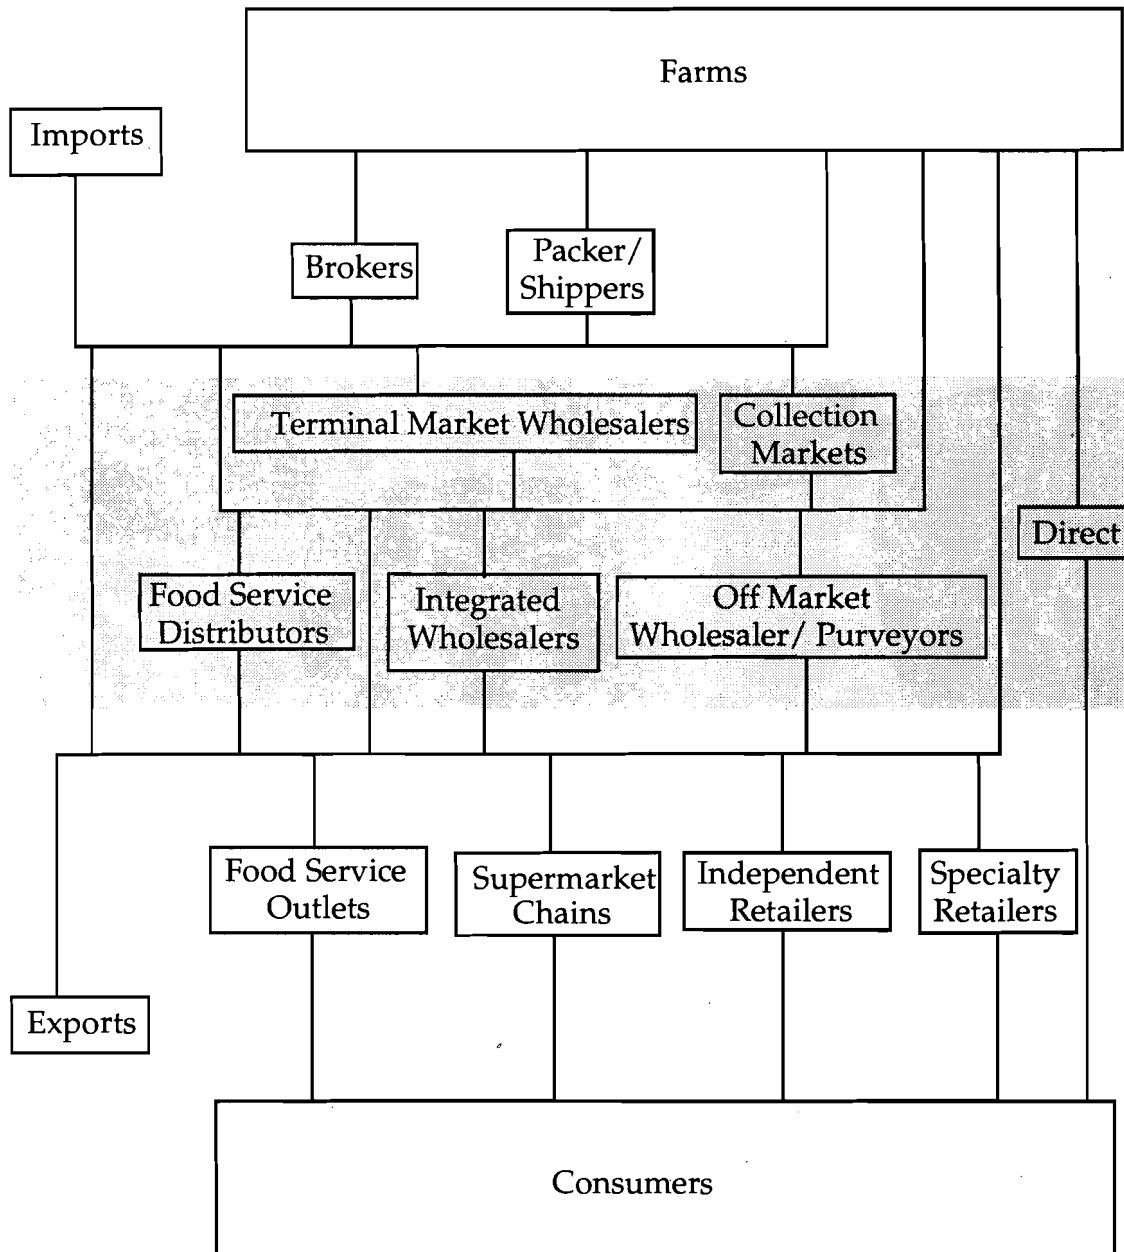 Farms
Imports
Brokers
Packer/
Shippers
Terminal Market Wholesalers
Collection
Markets
Direct
Food Service
Distributors
Integrated
Wholesalers
Off Market
Wholesaler/ Purveyors
Food Service
Outlets
Supermarket
Chains
Independent
Retailers
Specialty
Retailers
Exports
Consumers